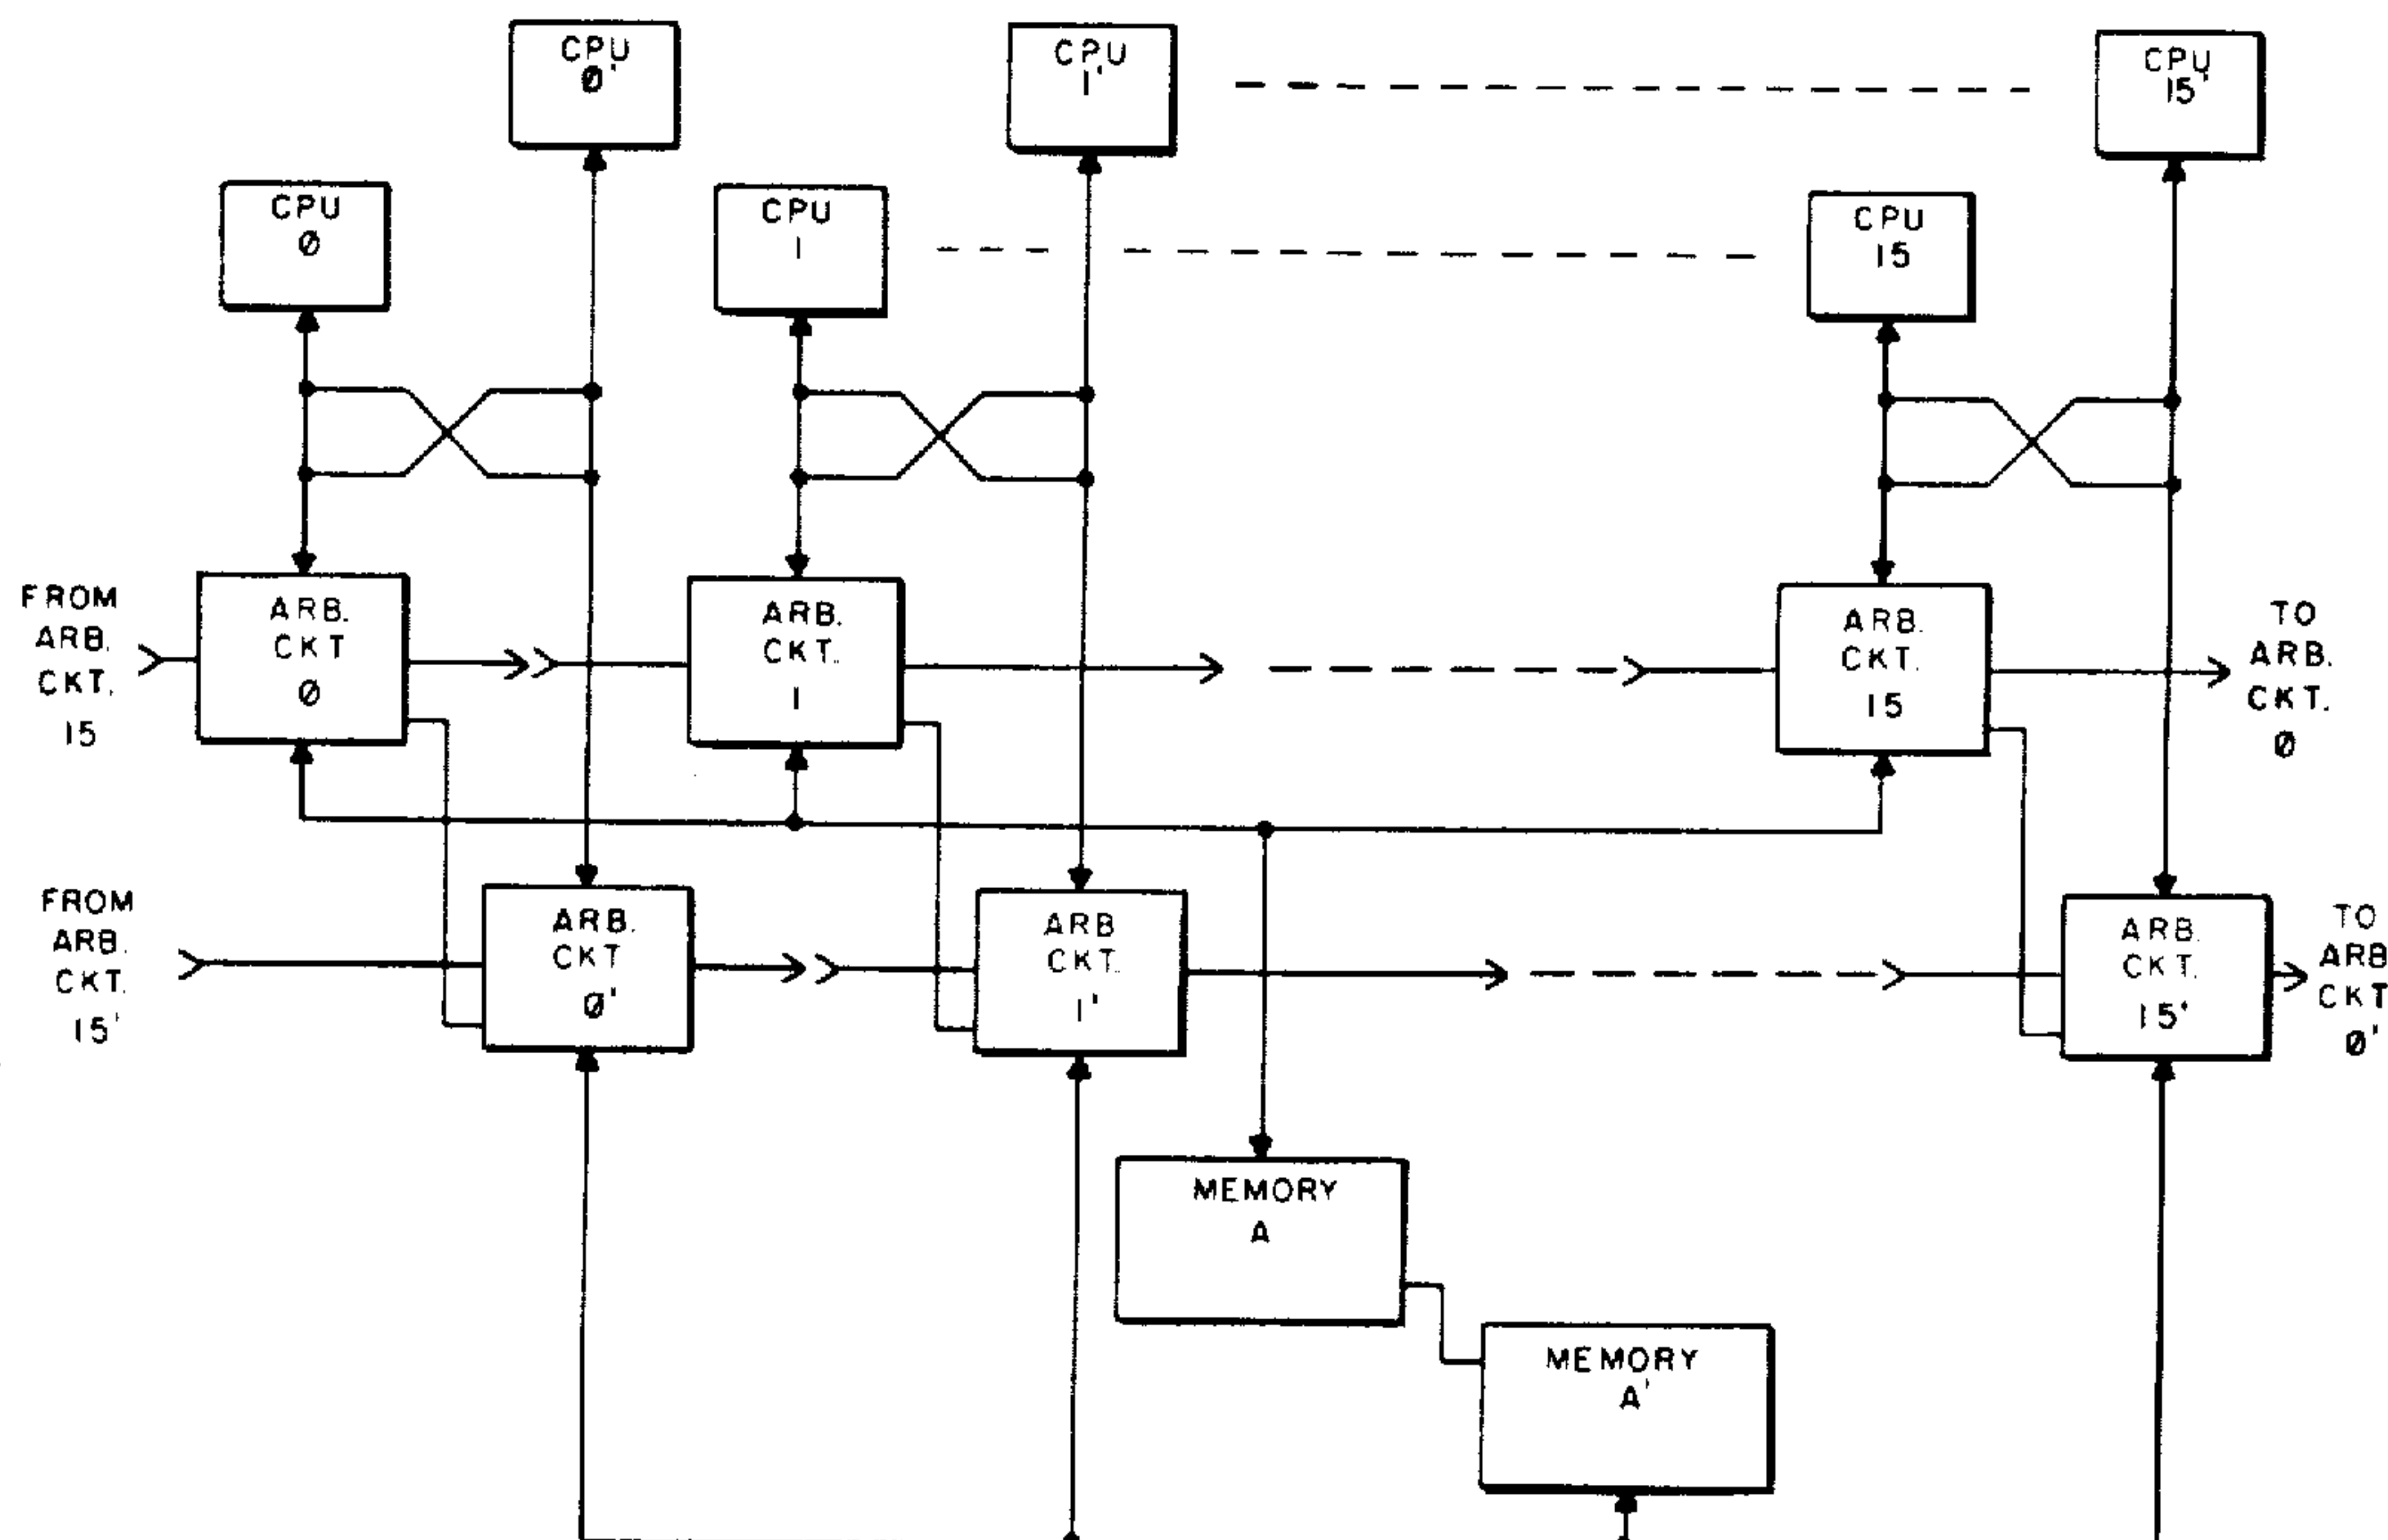 CPU
Ø'
CPU
1'
CPU
15'
CPU
Ø
CPU
1
CPU
15
FROM
ARB.
CKT.
15
ARB.
CKT
Ø
ARB.
CKT.
1
ARB.
CKT.
15
TO
ARB.
CKT.
Ø
FROM
ARB.
CKT.
15'
ARB.
CKT
Ø'
ARB
CKT.
1'
ARB.
CKT.
15'
TO
ARB
CKT
Ø'
MEMORY
A
MEMORY
A'